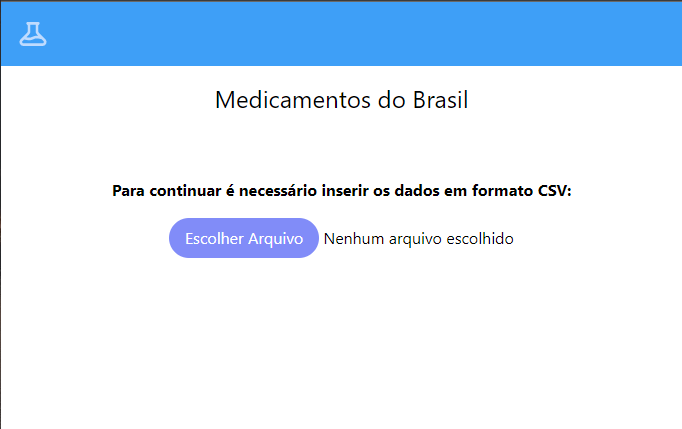 Medicamentos do Brasil
Para continuar é necessário inserir os dados em formato CSV:
Escolher Arquivo Nenhum arquivo escolhido